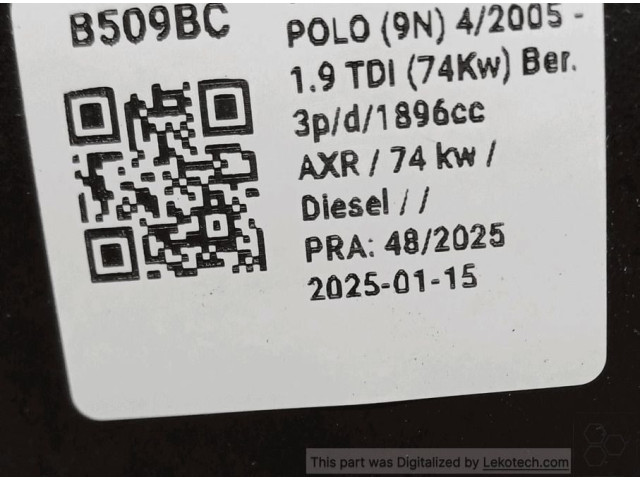 B509BC
POLO (9N) 4/2005 -
1.9 TDI (74Kw) Ber.
3p/d/1896cc
AXR / 74 kw /
Diesel / /
PRA: 48/2025
2025-01-15
This part was Digitalized by Lekotech.com